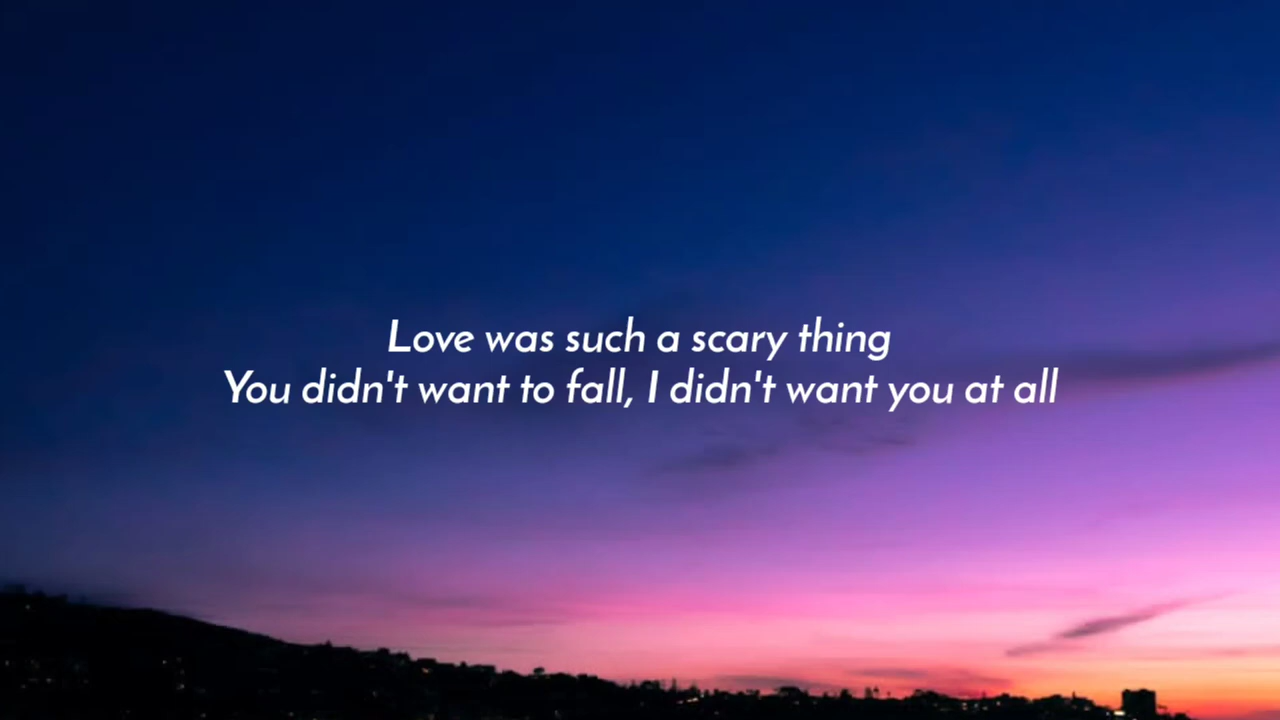 Love was such a scary thing
You didn't want to fall, I didn't want you at all